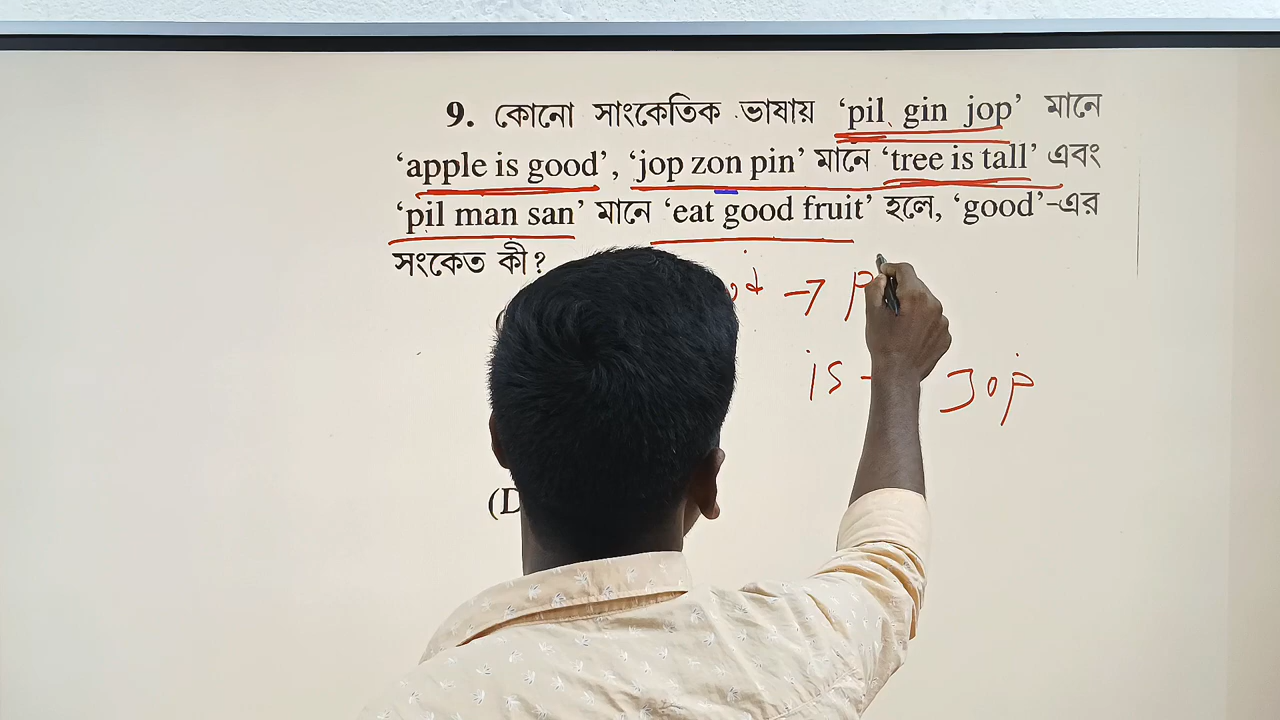 9. কোনো সাংকেতিক ভাষায় ‘pil gin jop’ মানে
‘apple is good’, ‘jop zon pin’ মানে ‘tree is tall’ এবং
‘pil man san’ মানে ‘eat good fruit’ হলে, ‘good’-এর
সংকেত কী?
→ P
is - Jop
(D